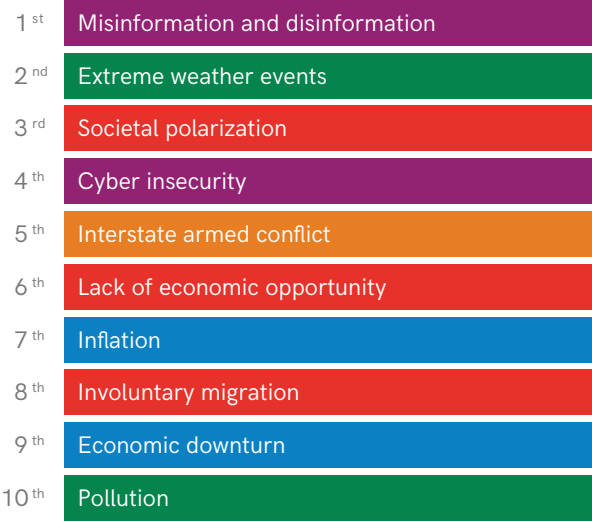 1st Misinformation and disinformation
2nd Extreme weather events
3rd Societal polarization
4th Cyber insecurity
5th Interstate armed conflict
6th Lack of economic opportunity
7th Inflation
8th Involuntary migration
9th Economic downturn
10th Pollution